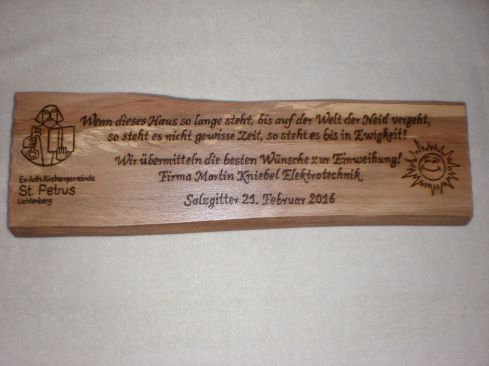 Wenn dieses Haus so lange steht, bis auf der Welt der Neid vergeht,
so steht es nicht gewisse Zeit, so steht es bis in Ewigkeit!
Wir übermitteln die besten Wünsche zur Einweihung!
Firma Martin Kniebel Elektrotechnik
Salzgitter 21. Februar 2016
Ev-luth.Kirchengemeinde
St. Petrus
Lichtenberg